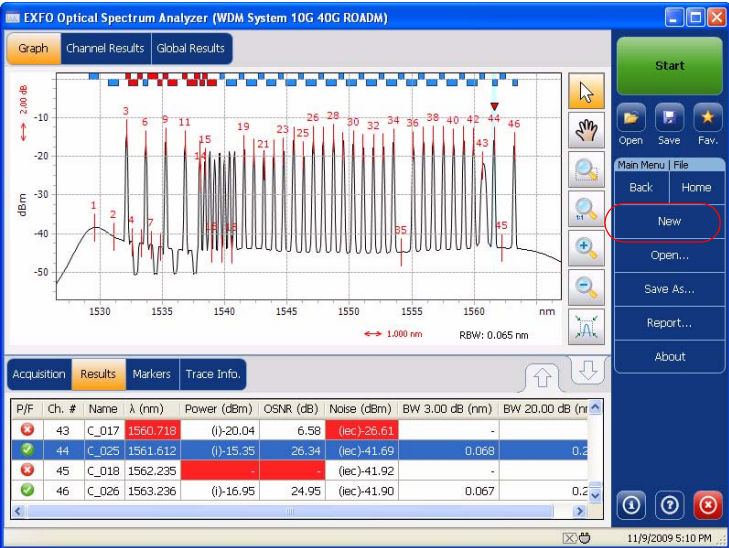 EXFO Optical Spectrum Analyzer (WDM System 10G 40G ROADM)
Graph
Channel Results
Global Results
2.00 dB
dBm
-10
-20
-30
-40
-50
1
2
3
4
6
7
9
11
14
15
16
18
19
21
23
25
26
28
30
32
34
35
36
38
40
42
43
44
45
46
1530
1535
1540
1545
1550
1555
1560
nm
1.000 nm
RBW: 0.065 nm
1:1
Start
Open
Save
Fav.
Main Menu | File
Back
Home
New
Open...
Save As...
Report...
About
Acquisition
Results
Markers
Trace Info.
P/F Ch. # Name λ (nm) Power (dBm) OSNR (dB) Noise (dBm) BW 3.00 dB (nm) BW 20.00 dB (nr
43 C_017 1560.718 (i)-20.04 6.58 (iec)-26.61 -
44 C_025 1561.612 (i)-15.35 26.34 (iec)-41.69 0.068 0.2
45 C_018 1562.235 - - (iec)-41.92 -
46 C_026 1563.236 (i)-16.95 24.95 (iec)-41.90 0.067 0.2
11/9/2009 5:10 PM